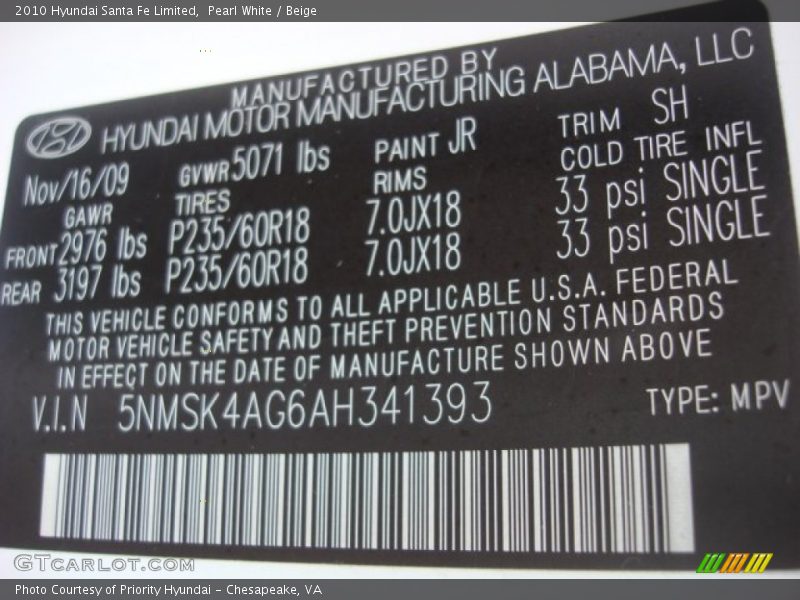 2010 Hyundai Santa Fe Limited, Pearl White / Beige
MANUFACTURED BY
HYUNDAI MOTOR MANUFACTURING ALABAMA, LLC
Nov/16/09 GVWR 5071 lbs PAINT JR TRIM SH
GAWR TIRES RIMS COLD TIRE INFL
FRONT 2976 lbs P235/60R18 7.0JX18 33 psi SINGLE
REAR 3197 lbs P235/60R18 7.0JX18 33 psi SINGLE
THIS VEHICLE CONFORMS TO ALL APPLICABLE U.S.A. FEDERAL
MOTOR VEHICLE SAFETY AND THEFT PREVENTION STANDARDS
IN EFFECT ON THE DATE OF MANUFACTURE SHOWN ABOVE
V.I.N 5NMSK4AG6AH341393 TYPE: MPV
GTCARLOT.COM
Photo Courtesy of Priority Hyundai - Chesapeake, VA